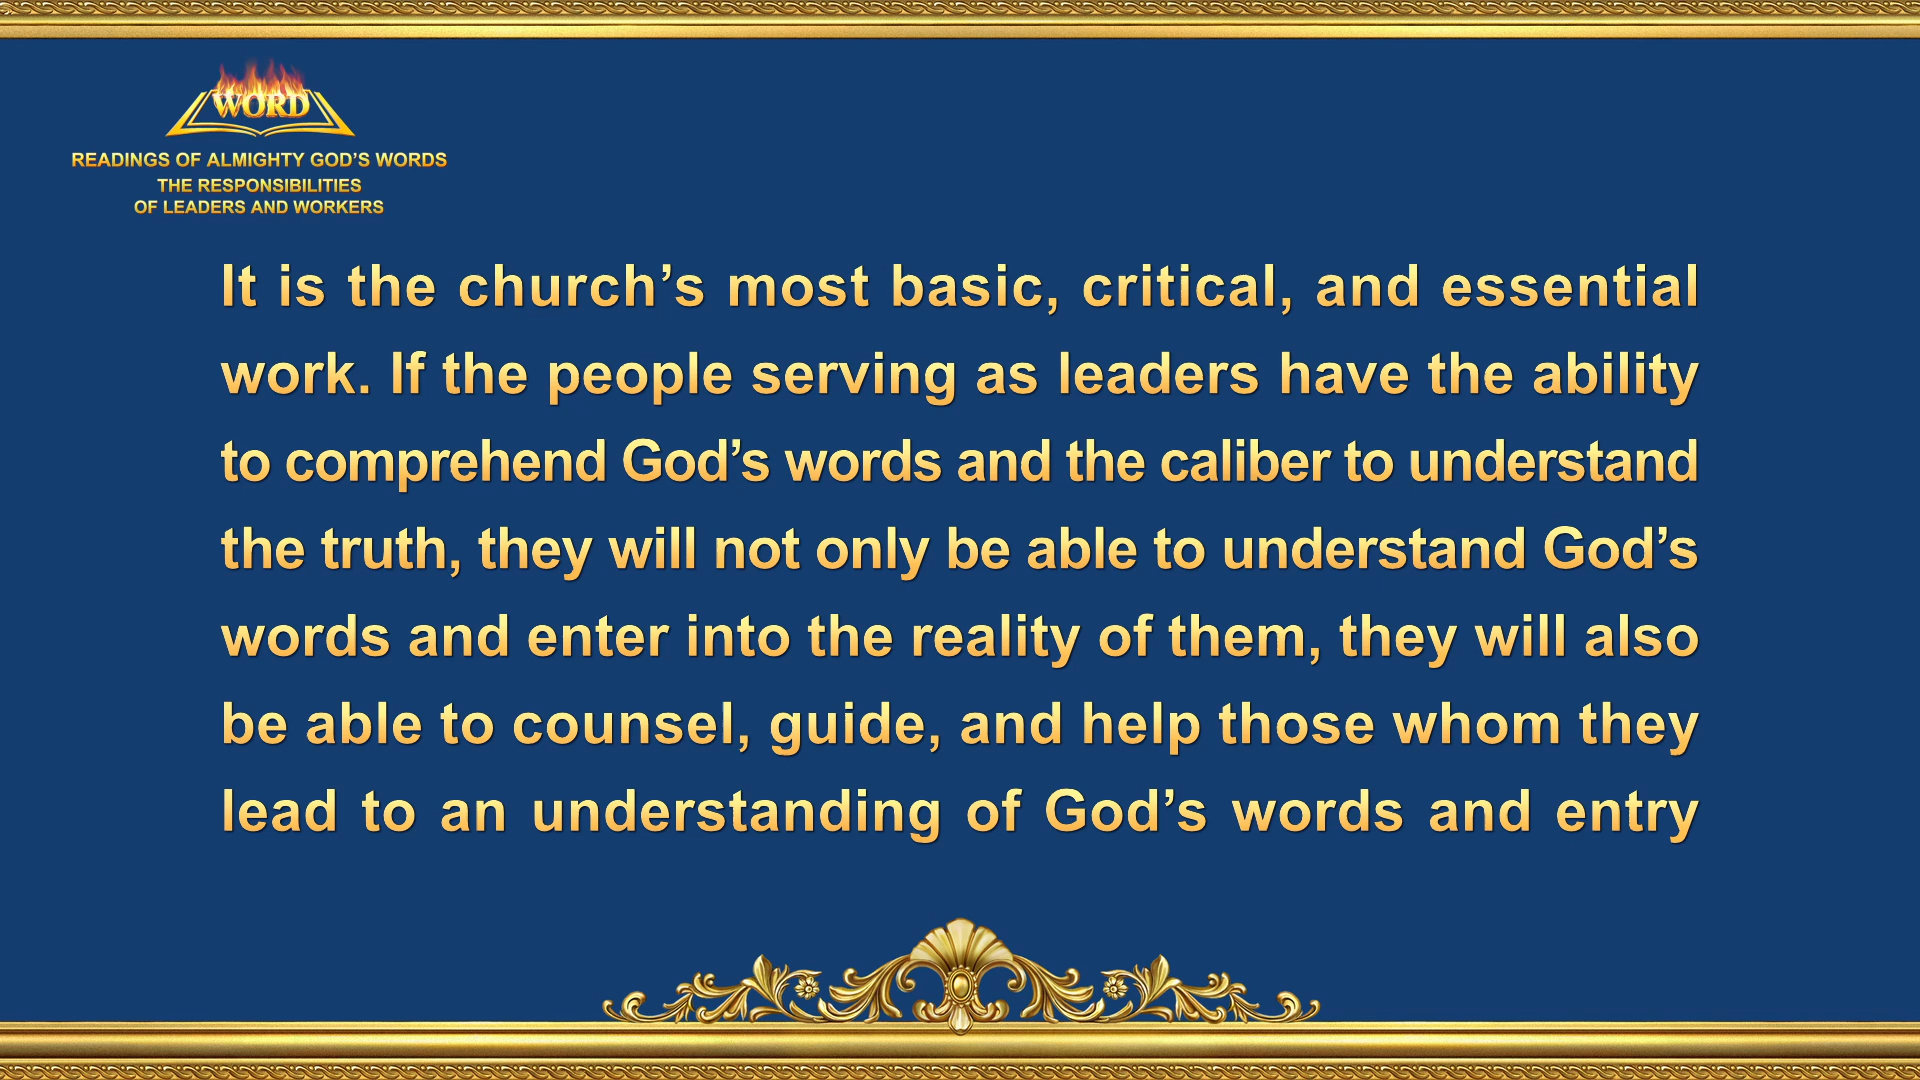 WORD
READINGS OF ALMIGHTY GOD’S WORDS
THE RESPONSIBILITIES
OF LEADERS AND WORKERS
It is the church’s most basic, critical, and essential
work. If the people serving as leaders have the ability
to comprehend God’s words and the caliber to understand
the truth, they will not only be able to understand God’s
words and enter into the reality of them, they will also
be able to counsel, guide, and help those whom they
lead to an understanding of God’s words and entry